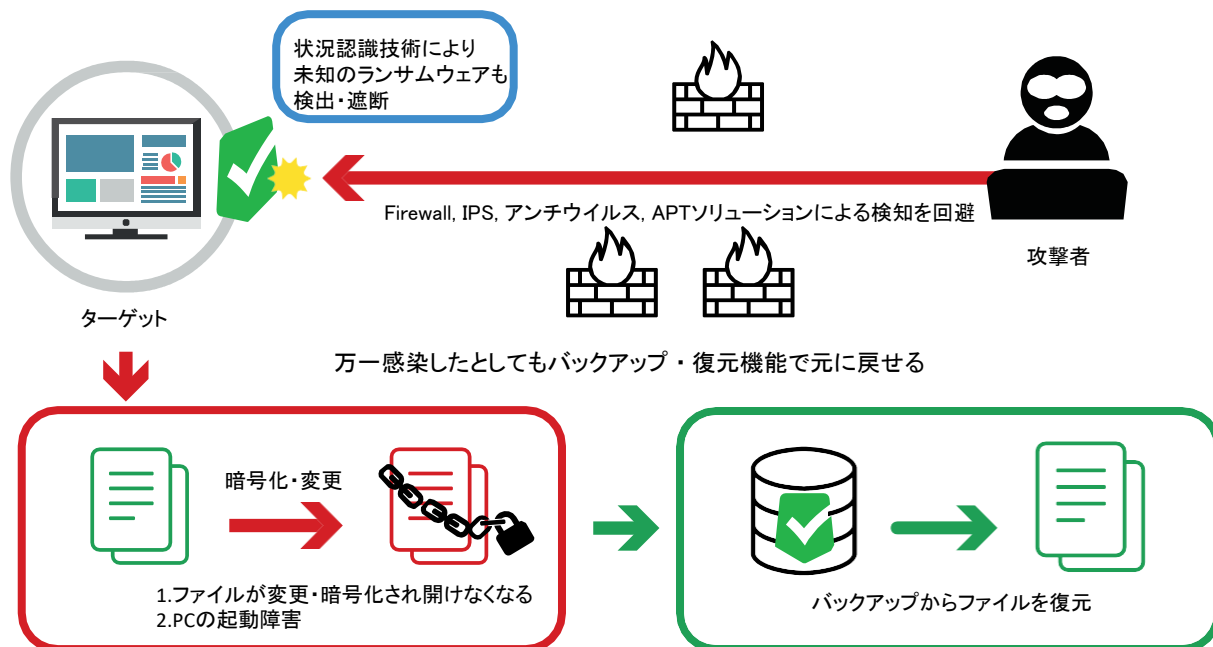 状況認識技術により
未知のランサムウェアも
検出・遮断
Firewall, IPS, アンチウイルス, APTソリューションによる検知を回避
攻撃者
ターゲット
万一感染したとしてもバックアップ・復元機能で元に戻せる
暗号化・変更
1.ファイルが変更・暗号化され開けなくなる
2.PCの起動障害
バックアップからファイルを復元